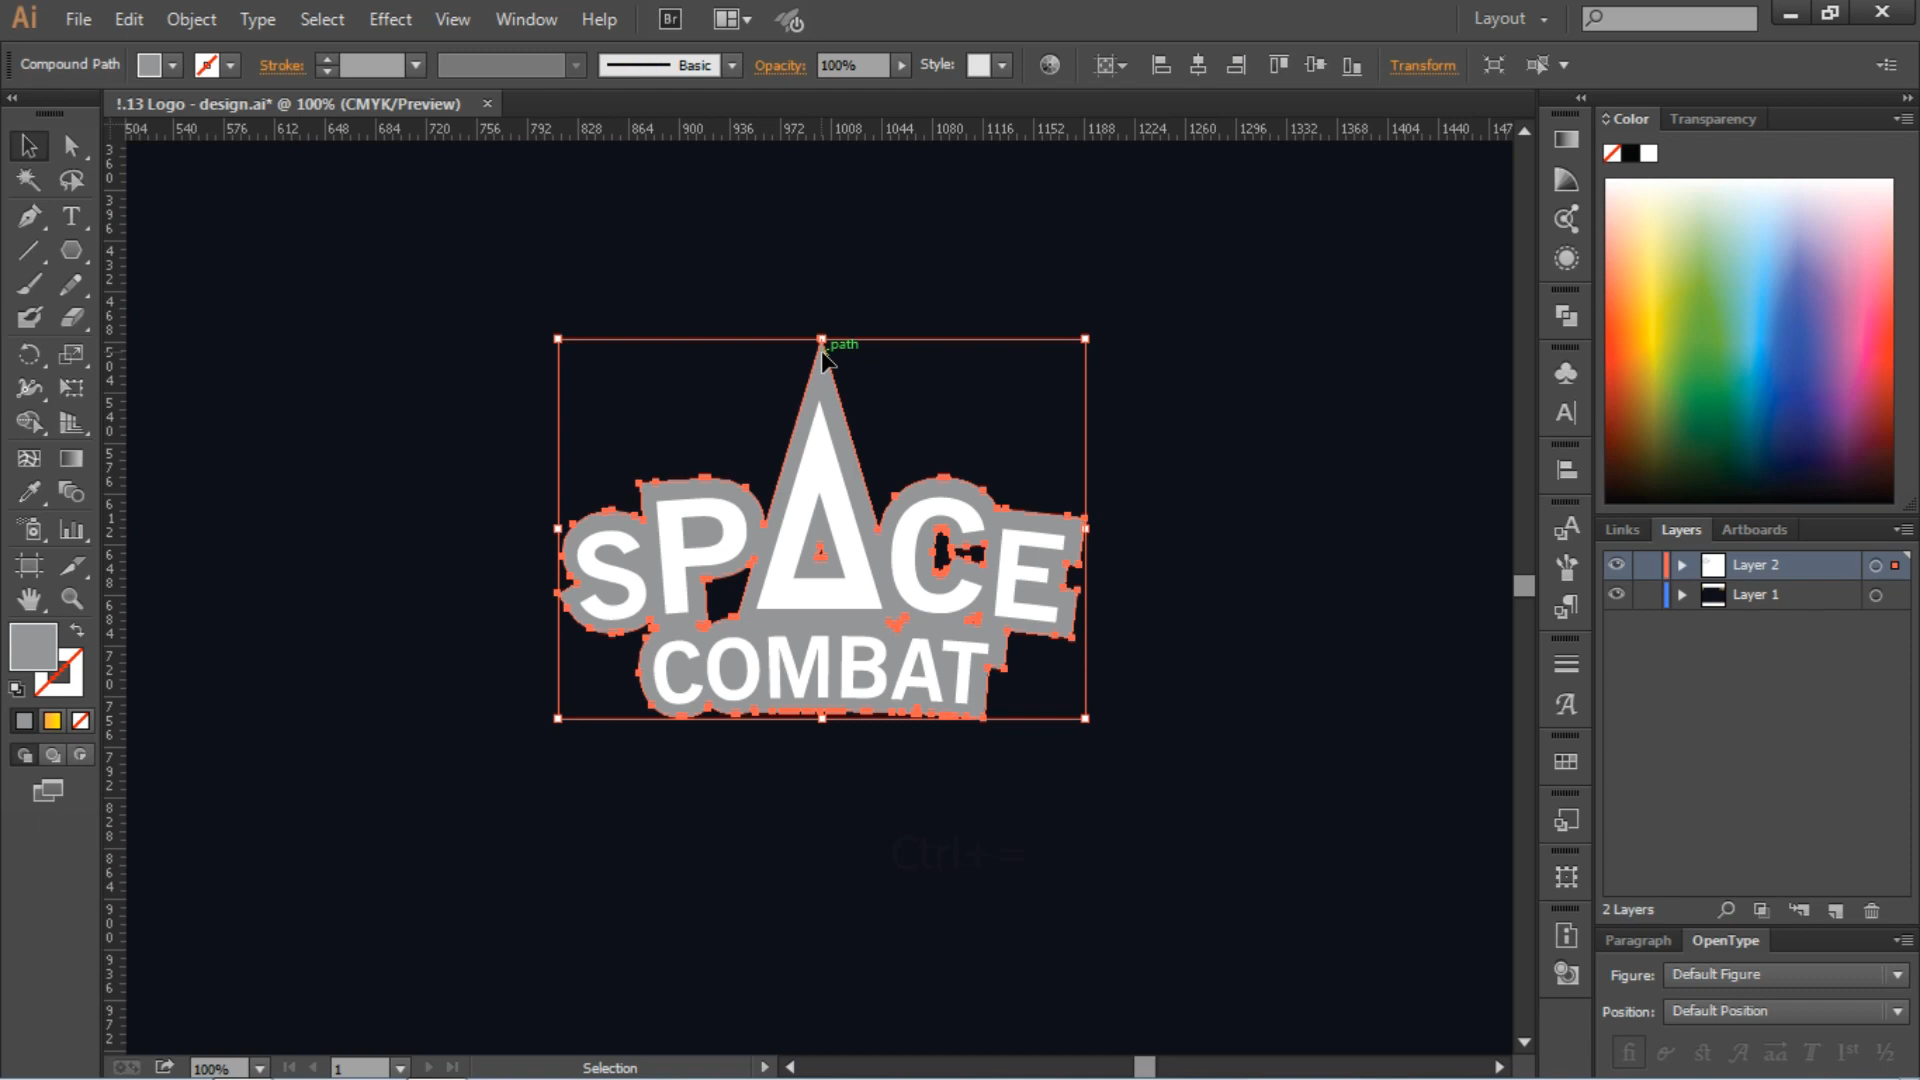 Ai File Edit Object Type Select Effect View Window Help Br Layout
Compound Path Stroke: Basic Opacity: 100% Style: Transform
!.13 Logo - design.ai* @ 100% (CMYK/Preview) ×
504 540 576 612 648 684 720 756 792 828 864 900 936 972 1008 1044 1080 1116 1152 1188 1224 1260 1296 1332 1368 1404 1440 147
Color Transparency
path
SPACE
COMBAT
Ctrl+=
Links Layers Artboards
Layer 2
Layer 1
2 Layers
Paragraph OpenType
Figure: Default Figure
Position: Default Position
100% 1 Selection